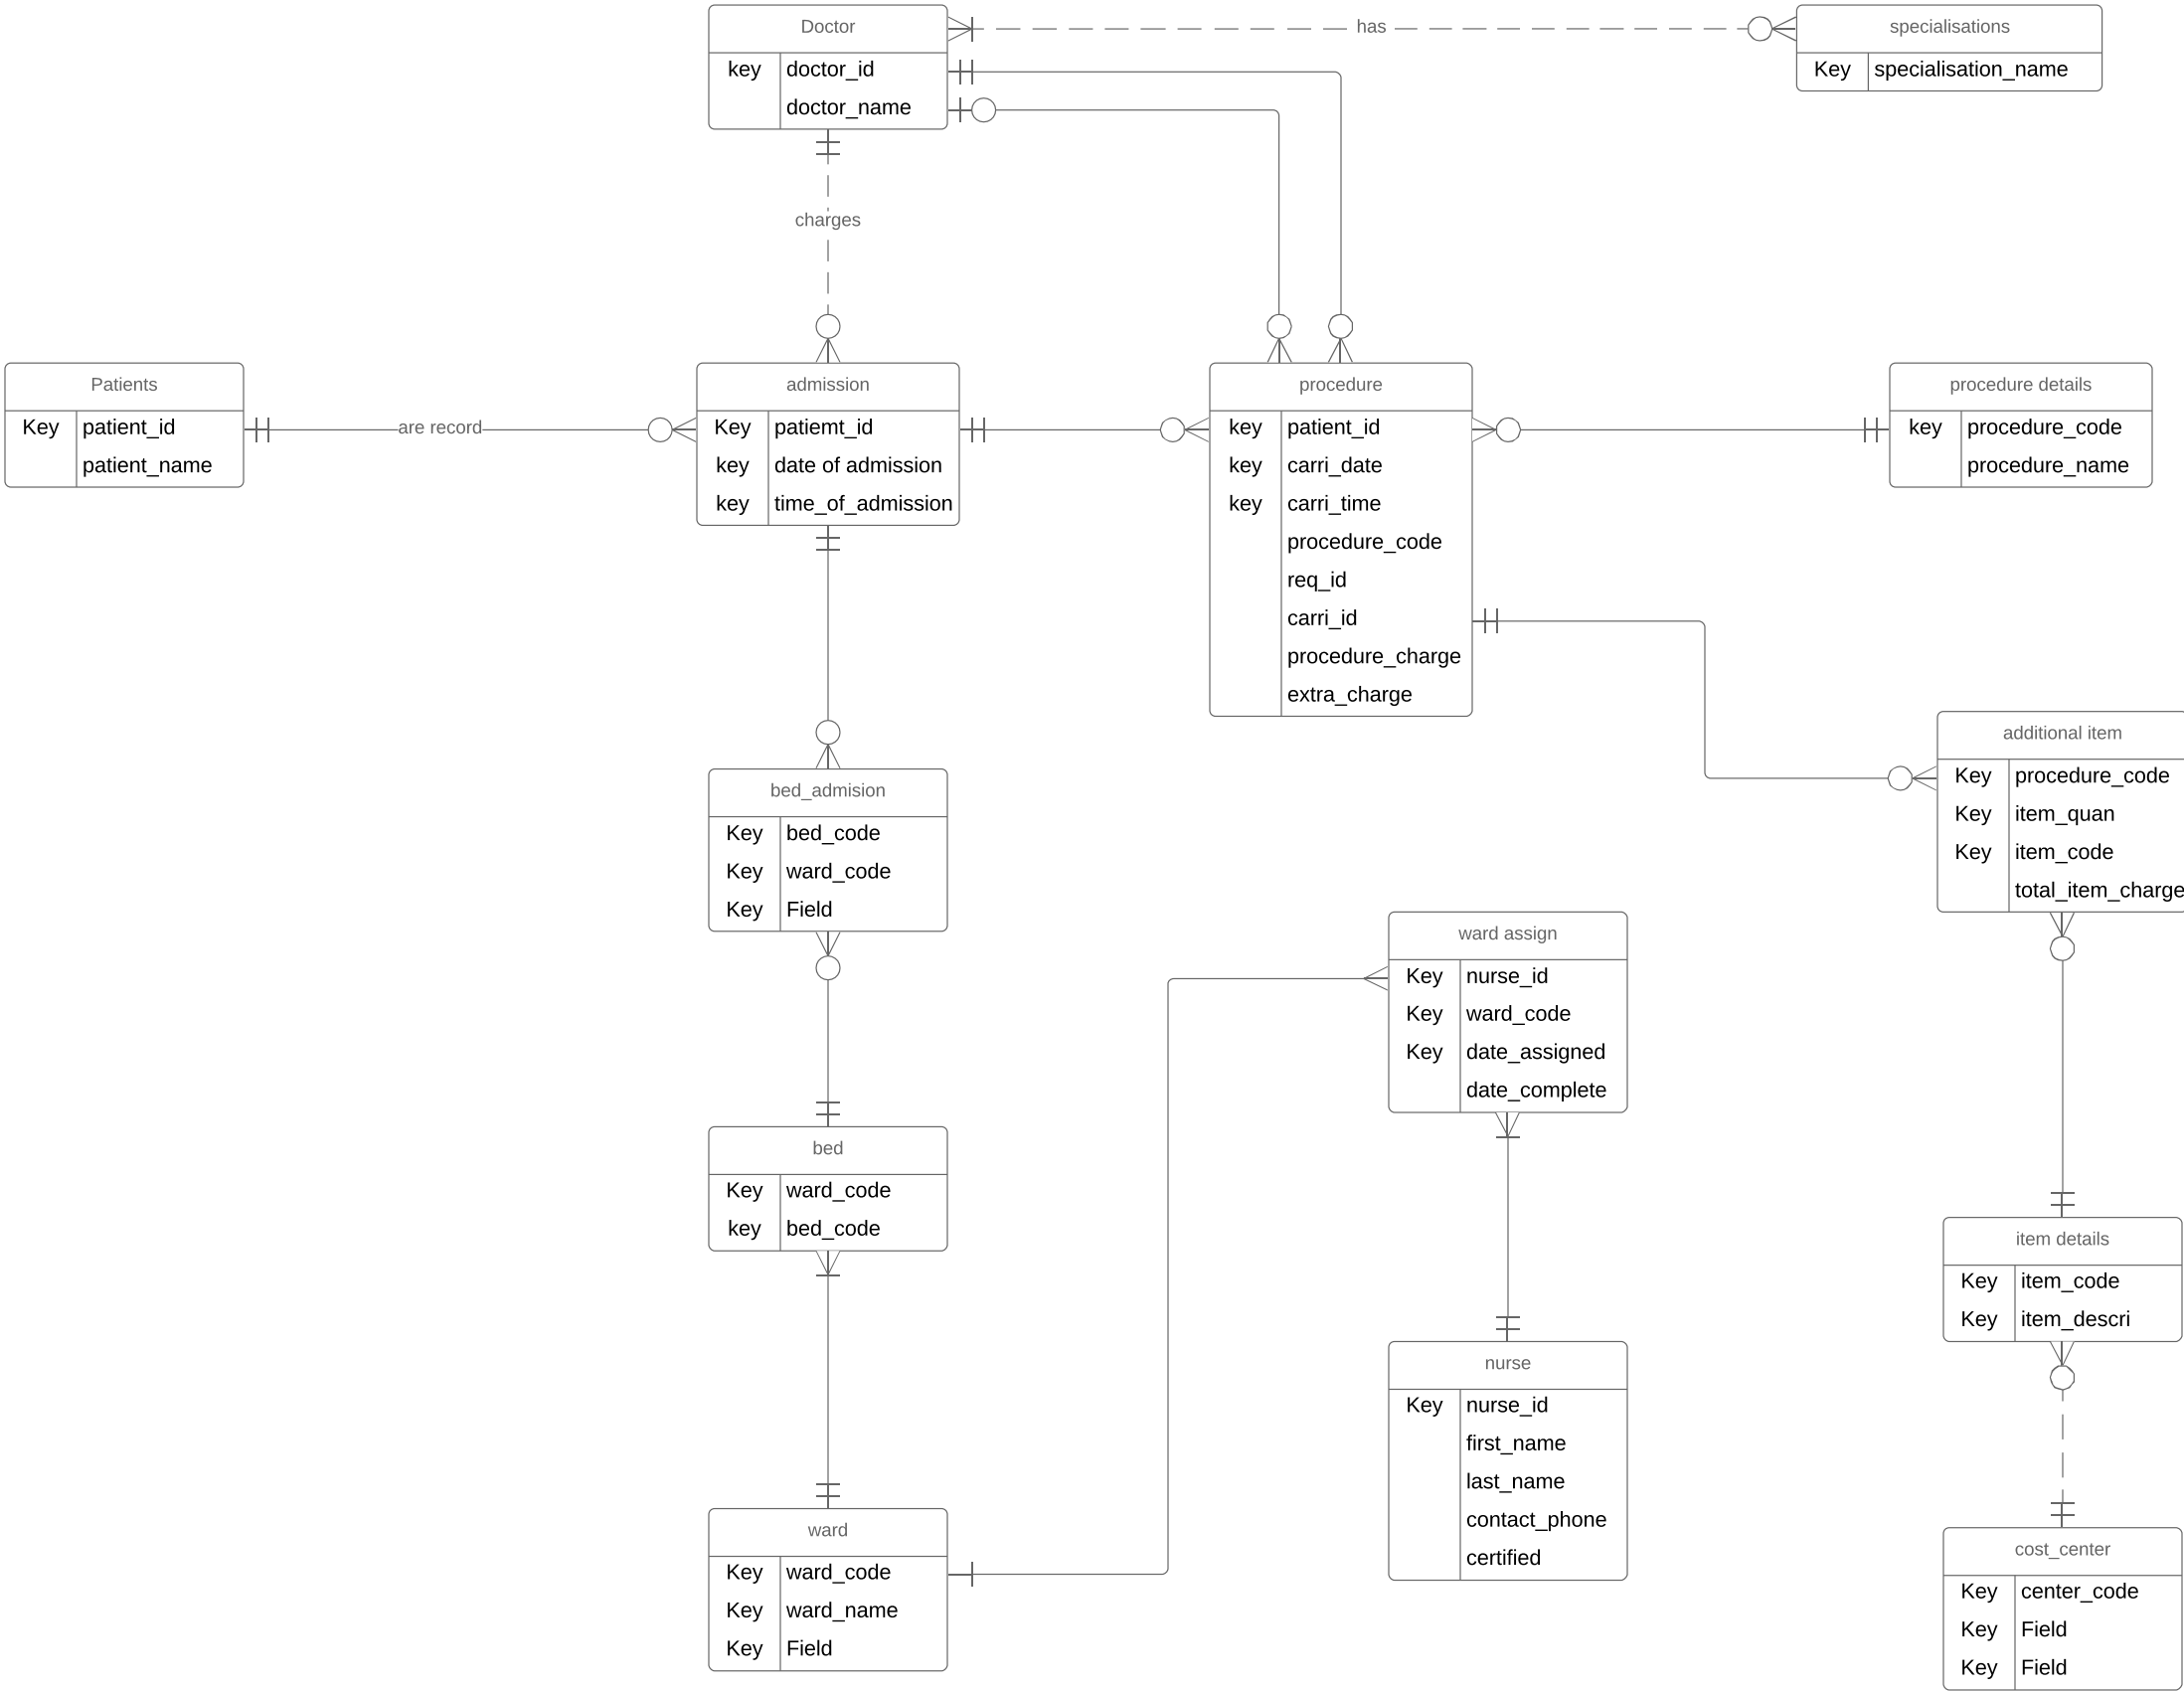 Doctor
key doctor_id
doctor_name
has
specialisations
Key specialisation_name
charges
Patients
Key patient_id
patient_name
are record
admission
Key patiemt_id
key date of admission
key time_of_admission
procedure
key patient_id
key carri_date
key carri_time
procedure_code
req_id
carri_id
procedure_charge
extra_charge
procedure details
key procedure_code
procedure_name
additional item
Key procedure_code
Key item_quan
Key item_code
total_item_charge
bed_admision
Key bed_code
Key ward_code
Key Field
ward assign
Key nurse_id
Key ward_code
Key date_assigned
date_complete
bed
Key ward_code
key bed_code
item details
Key item_code
Key item_descri
nurse
Key nurse_id
first_name
last_name
contact_phone
certified
ward
Key ward_code
Key ward_name
Key Field
cost_center
Key center_code
Key Field
Key Field